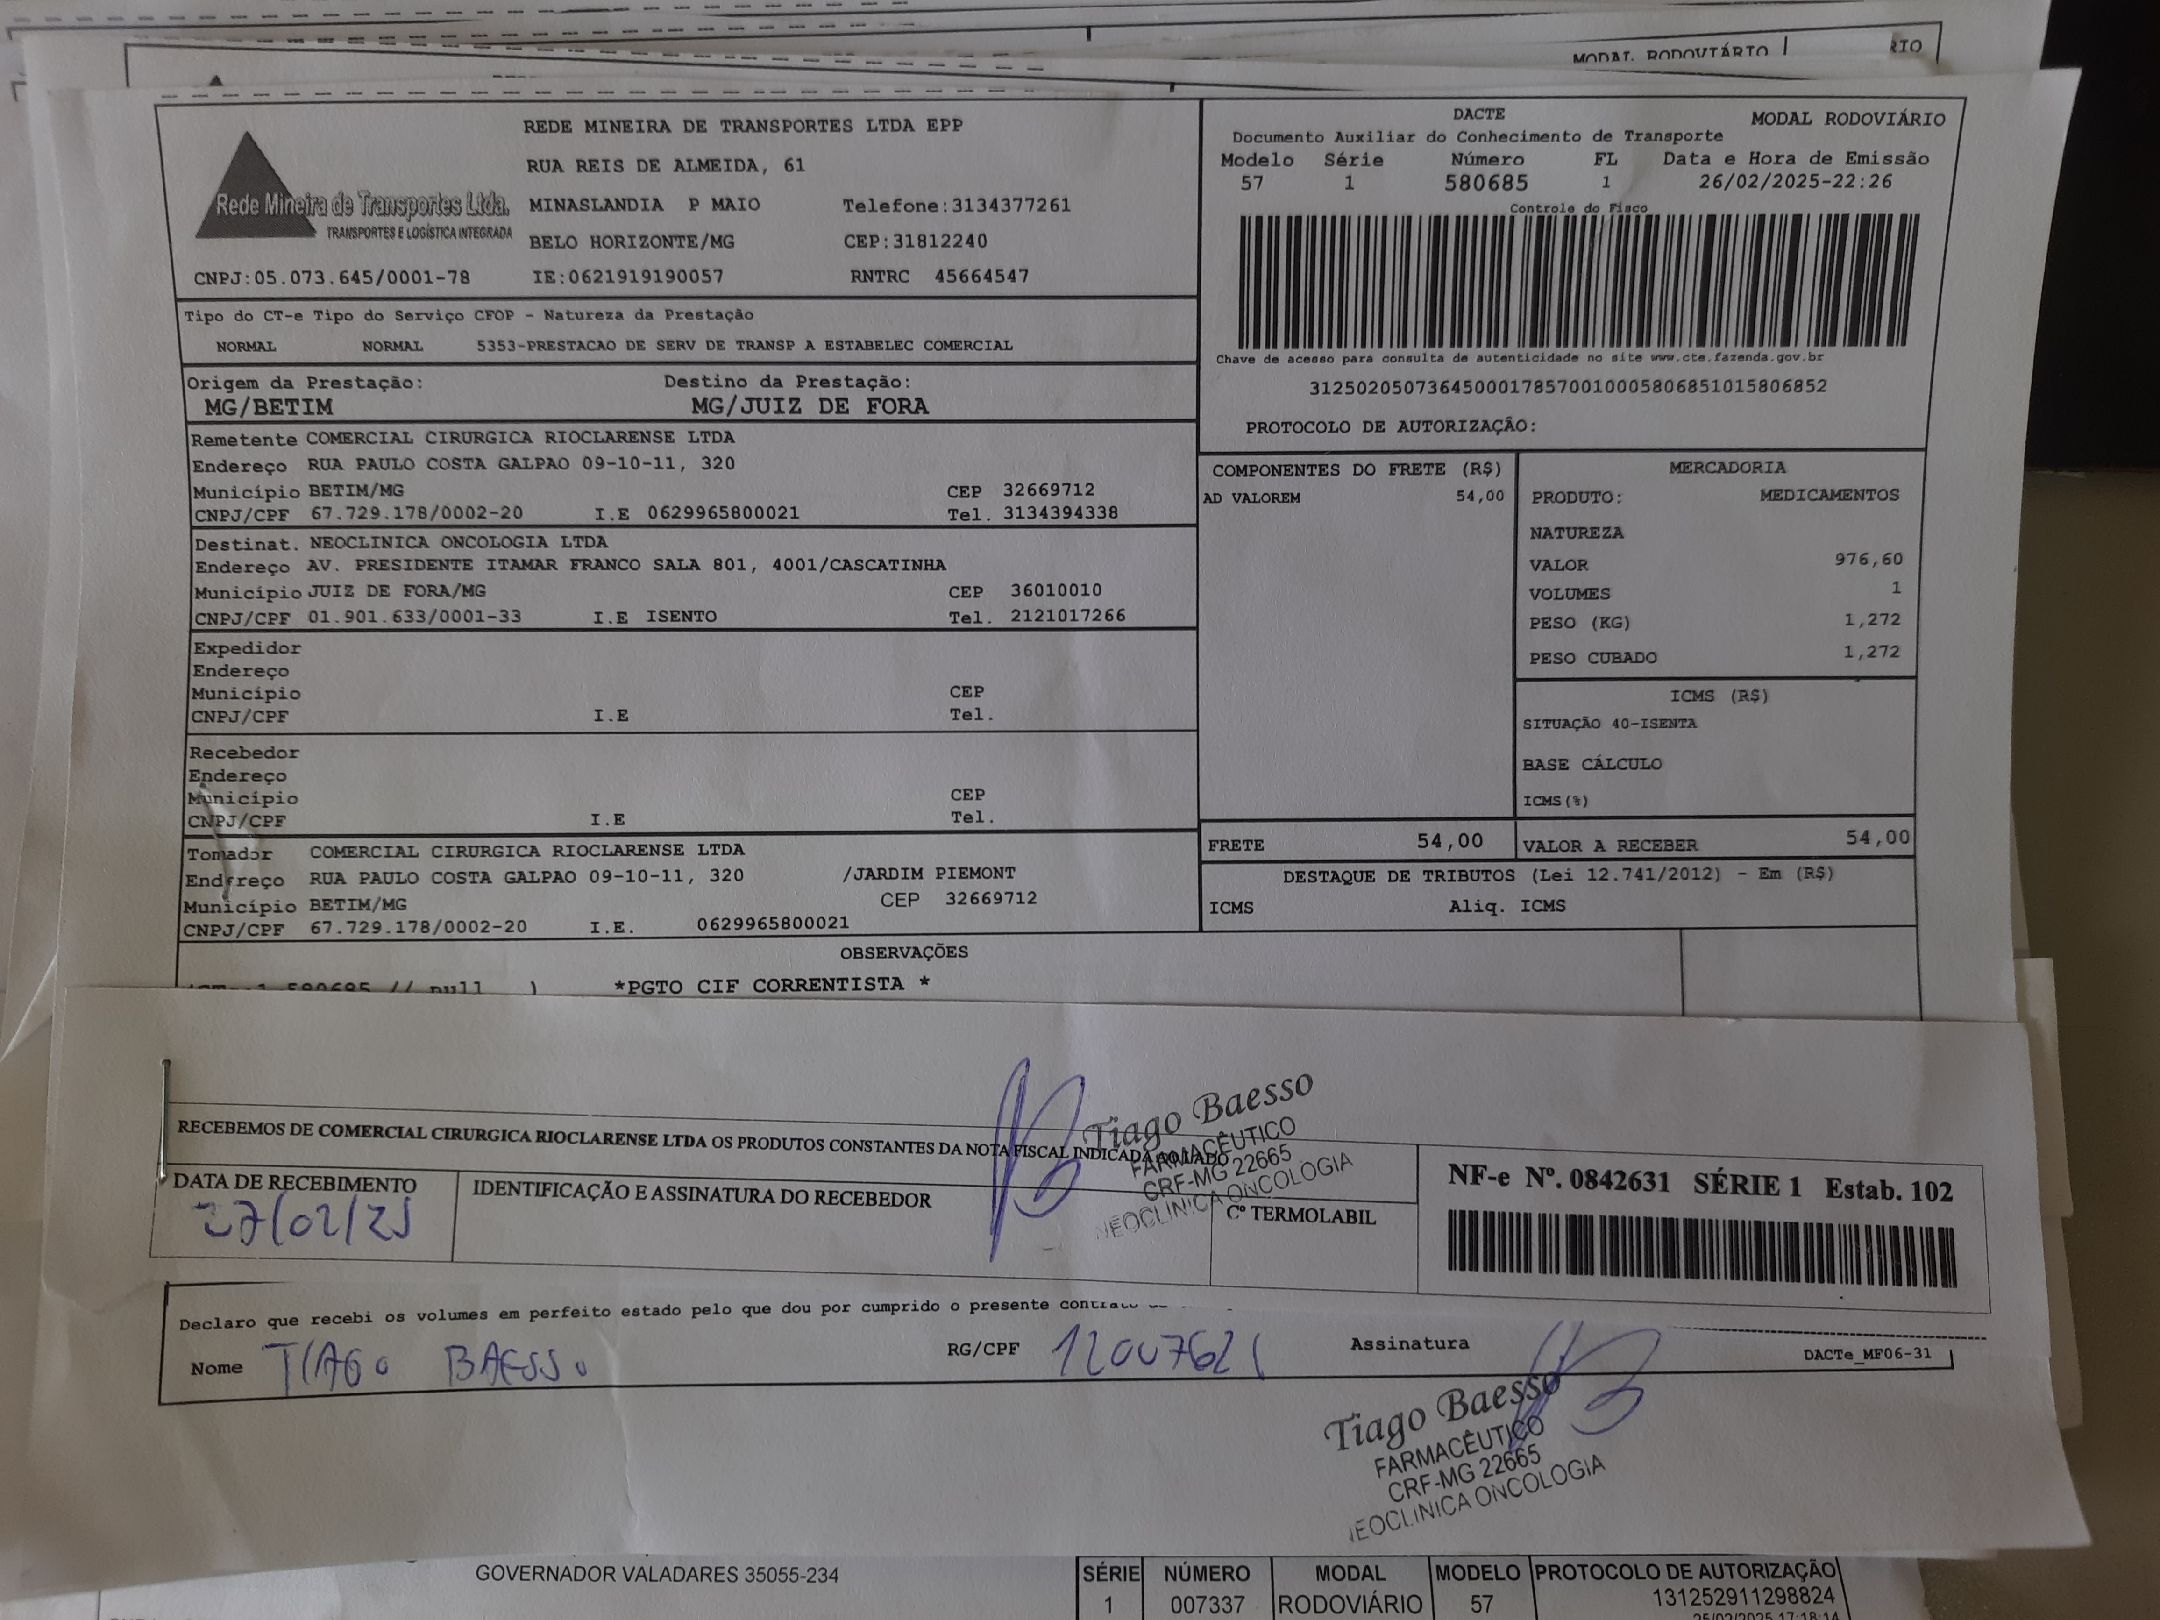 MODAL RODOVIÁRIO
RIO
REDE MINEIRA DE TRANSPORTES LTDA EPP
RUA REIS DE ALMEIDA, 61
Rede Mineira de Transportes Ltda.
TRANSPORTES E LOGÍSTICA INTEGRADA
MINASLANDIA P MAIO Telefone:3134377261
BELO HORIZONTE/MG CEP:31812240
CNPJ:05.073.645/0001-78 IE:0621919190057 RNTRC 45664547
DACTE MODAL RODOVIÁRIO
Documento Auxiliar do Conhecimento de Transporte
Modelo Série Número FL Data e Hora de Emissão
57 1 580685 1 26/02/2025-22:26
Controle do Fisco
Chave de acesso para consulta de autenticidade no site www.cte.fazenda.gov.br
31250205073645000178570010005806851015806852
PROTOCOLO DE AUTORIZAÇÃO:
Tipo do CT-e Tipo do Serviço CFOP - Natureza da Prestação
NORMAL NORMAL 5353-PRESTACAO DE SERV DE TRANSP A ESTABELEC COMERCIAL
Origem da Prestação: Destino da Prestação:
MG/BETIM MG/JUIZ DE FORA
Remetente COMERCIAL CIRURGICA RIOCLARENSE LTDA
Endereço RUA PAULO COSTA GALPAO 09-10-11, 320
Município BETIM/MG CEP 32669712
CNPJ/CPF 67.729.178/0002-20 I.E 0629965800021 Tel. 3134394338
Destinat. NEOCLINICA ONCOLOGIA LTDA
Endereço AV. PRESIDENTE ITAMAR FRANCO SALA 801, 4001/CASCATINHA
Município JUIZ DE FORA/MG CEP 36010010
CNPJ/CPF 01.901.633/0001-33 I.E ISENTO Tel. 2121017266
Expedidor
Endereço
Município CEP
CNPJ/CPF I.E Tel.
Recebedor
Endereço
Município CEP
CNPJ/CPF I.E Tel.
Tomador COMERCIAL CIRURGICA RIOCLARENSE LTDA
Endereço RUA PAULO COSTA GALPAO 09-10-11, 320 /JARDIM PIEMONT
Município BETIM/MG CEP 32669712
CNPJ/CPF 67.729.178/0002-20 I.E. 0629965800021
COMPONENTES DO FRETE (R$)
AD VALOREM 54,00
MERCADORIA
PRODUTO: MEDICAMENTOS
NATUREZA
VALOR 976,60
VOLUMES 1
PESO (KG) 1,272
PESO CUBADO 1,272
ICMS (R$)
SITUAÇÃO 40-ISENTA
BASE CÁLCULO
ICMS(%)
FRETE 54,00 VALOR A RECEBER 54,00
DESTAQUE DE TRIBUTOS (Lei 12.741/2012) - Em (R$)
ICMS Aliq. ICMS
OBSERVAÇÕES
1 580685 // null ) *PGTO CIF CORRENTISTA *
RECEBEMOS DE COMERCIAL CIRURGICA RIOCLARENSE LTDA OS PRODUTOS CONSTANTES DA NOTA FISCAL INDICADA AO LADO
DATA DE RECEBIMENTO IDENTIFICAÇÃO E ASSINATURA DO RECEBEDOR
27/02/25
Cº TERMOLABIL
Tiago Baesso
FARMACÊUTICO
CRF-MG 22665
NEOCLINICA ONCOLOGIA
NF-e Nº. 0842631 SÉRIE 1 Estab. 102
Declaro que recebi os volumes em perfeito estado pelo que dou por cumprido o presente contrato
Nome TIAGO BAESSO RG/CPF Assinatura
DACTe_MF06-31
Tiago Baesso
FARMACÊUTICO
CRF-MG 22665
NEOCLINICA ONCOLOGIA
GOVERNADOR VALADARES 35055-234
SÉRIE NÚMERO MODAL MODELO PROTOCOLO DE AUTORIZAÇÃO
1 007337 RODOVIÁRIO 57 131252911298824
25/02/2025 17:18:14